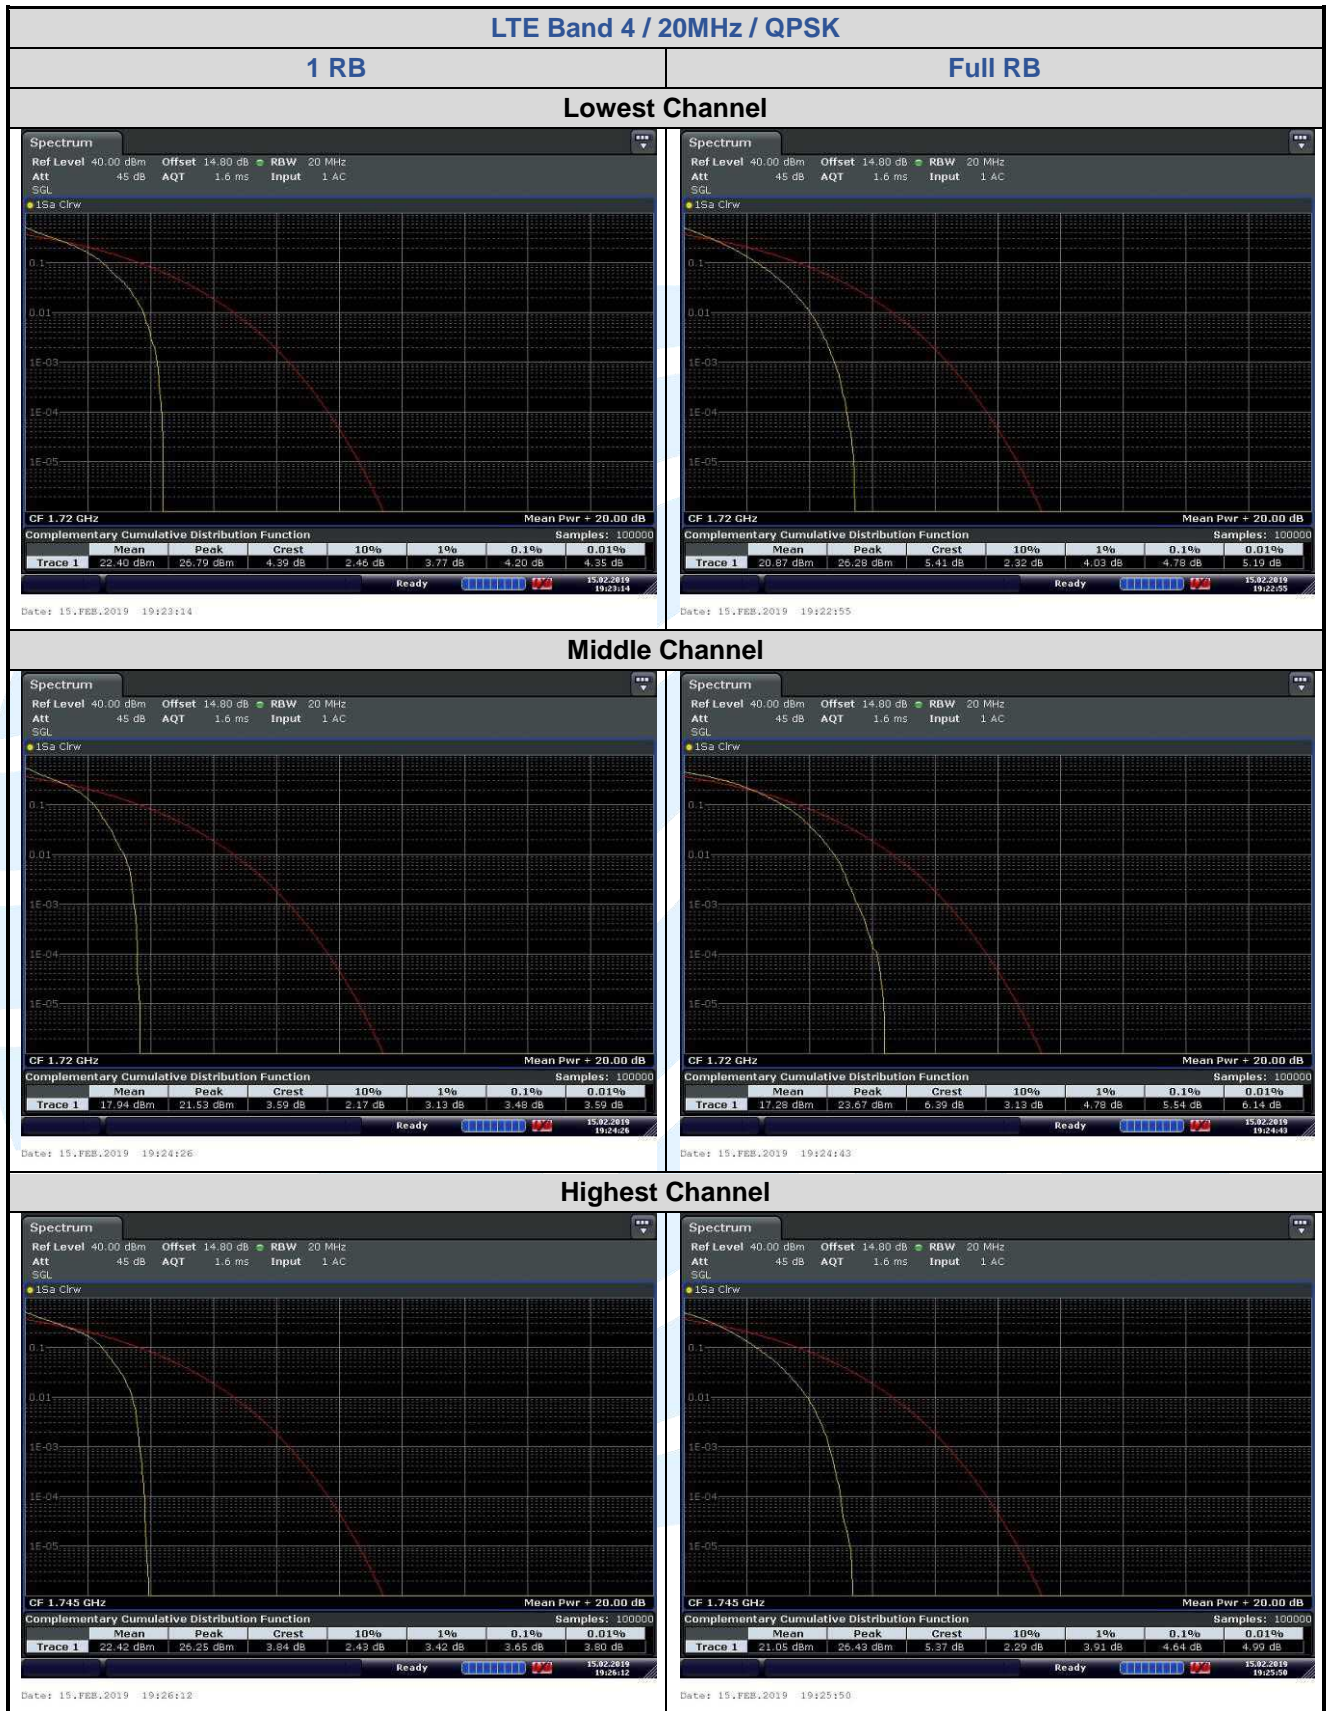 LTE Band 4 / 20MHz / QPSK
1 RB
Full RB
Lowest Channel
Spectrum
Ref Level 40.00 dBm Offset 14.80 dB RBW 20 MHz
Att 45 dB AQT 1.6 ms Input 1 AC
SGL
1Sa Clrw
0.1
0.01
1E-03
1E-04
1E-05
CF 1.72 GHz Mean Pwr + 20.00 dB
Complementary Cumulative Distribution Function Samples: 100000
Mean Peak Crest 10% 1% 0.1% 0.01%
Trace 1 22.40 dBm 26.79 dBm 4.39 dB 2.46 dB 3.77 dB 4.20 dB 4.35 dB
Ready 15.02.2019
19:23:14
Date: 15.FEB.2019 19:23:14
Spectrum
Ref Level 40.00 dBm Offset 14.80 dB RBW 20 MHz
Att 45 dB AQT 1.6 ms Input 1 AC
SGL
1Sa Clrw
0.1
0.01
1E-03
1E-04
1E-05
CF 1.72 GHz Mean Pwr + 20.00 dB
Complementary Cumulative Distribution Function Samples: 100000
Mean Peak Crest 10% 1% 0.1% 0.01%
Trace 1 20.87 dBm 26.28 dBm 5.41 dB 2.32 dB 4.03 dB 4.78 dB 5.19 dB
Ready 15.02.2019
19:22:55
Date: 15.FEB.2019 19:22:55
Middle Channel
Spectrum
Ref Level 40.00 dBm Offset 14.80 dB RBW 20 MHz
Att 45 dB AQT 1.6 ms Input 1 AC
SGL
1Sa Clrw
0.1
0.01
1E-03
1E-04
1E-05
CF 1.72 GHz Mean Pwr + 20.00 dB
Complementary Cumulative Distribution Function Samples: 100000
Mean Peak Crest 10% 1% 0.1% 0.01%
Trace 1 17.94 dBm 21.53 dBm 3.59 dB 2.17 dB 3.13 dB 3.48 dB 3.59 dB
Ready 15.02.2019
19:24:26
Date: 15.FEB.2019 19:24:26
Spectrum
Ref Level 40.00 dBm Offset 14.80 dB RBW 20 MHz
Att 45 dB AQT 1.6 ms Input 1 AC
SGL
1Sa Clrw
0.1
0.01
1E-03
1E-04
1E-05
CF 1.72 GHz Mean Pwr + 20.00 dB
Complementary Cumulative Distribution Function Samples: 100000
Mean Peak Crest 10% 1% 0.1% 0.01%
Trace 1 17.28 dBm 23.67 dBm 6.39 dB 3.13 dB 4.78 dB 5.54 dB 6.14 dB
Ready 15.02.2019
19:24:43
Date: 15.FEB.2019 19:24:43
Highest Channel
Spectrum
Ref Level 40.00 dBm Offset 14.80 dB RBW 20 MHz
Att 45 dB AQT 1.6 ms Input 1 AC
SGL
1Sa Clrw
0.1
0.01
1E-03
1E-04
1E-05
CF 1.745 GHz Mean Pwr + 20.00 dB
Complementary Cumulative Distribution Function Samples: 100000
Mean Peak Crest 10% 1% 0.1% 0.01%
Trace 1 22.42 dBm 26.25 dBm 3.84 dB 2.43 dB 3.42 dB 3.65 dB 3.80 dB
Ready 15.02.2019
19:26:12
Date: 15.FEB.2019 19:26:12
Spectrum
Ref Level 40.00 dBm Offset 14.80 dB RBW 20 MHz
Att 45 dB AQT 1.6 ms Input 1 AC
SGL
1Sa Clrw
0.1
0.01
1E-03
1E-04
1E-05
CF 1.745 GHz Mean Pwr + 20.00 dB
Complementary Cumulative Distribution Function Samples: 100000
Mean Peak Crest 10% 1% 0.1% 0.01%
Trace 1 21.05 dBm 26.43 dBm 5.37 dB 2.29 dB 3.91 dB 4.64 dB 4.99 dB
Ready 15.02.2019
19:25:50
Date: 15.FEB.2019 19:25:50